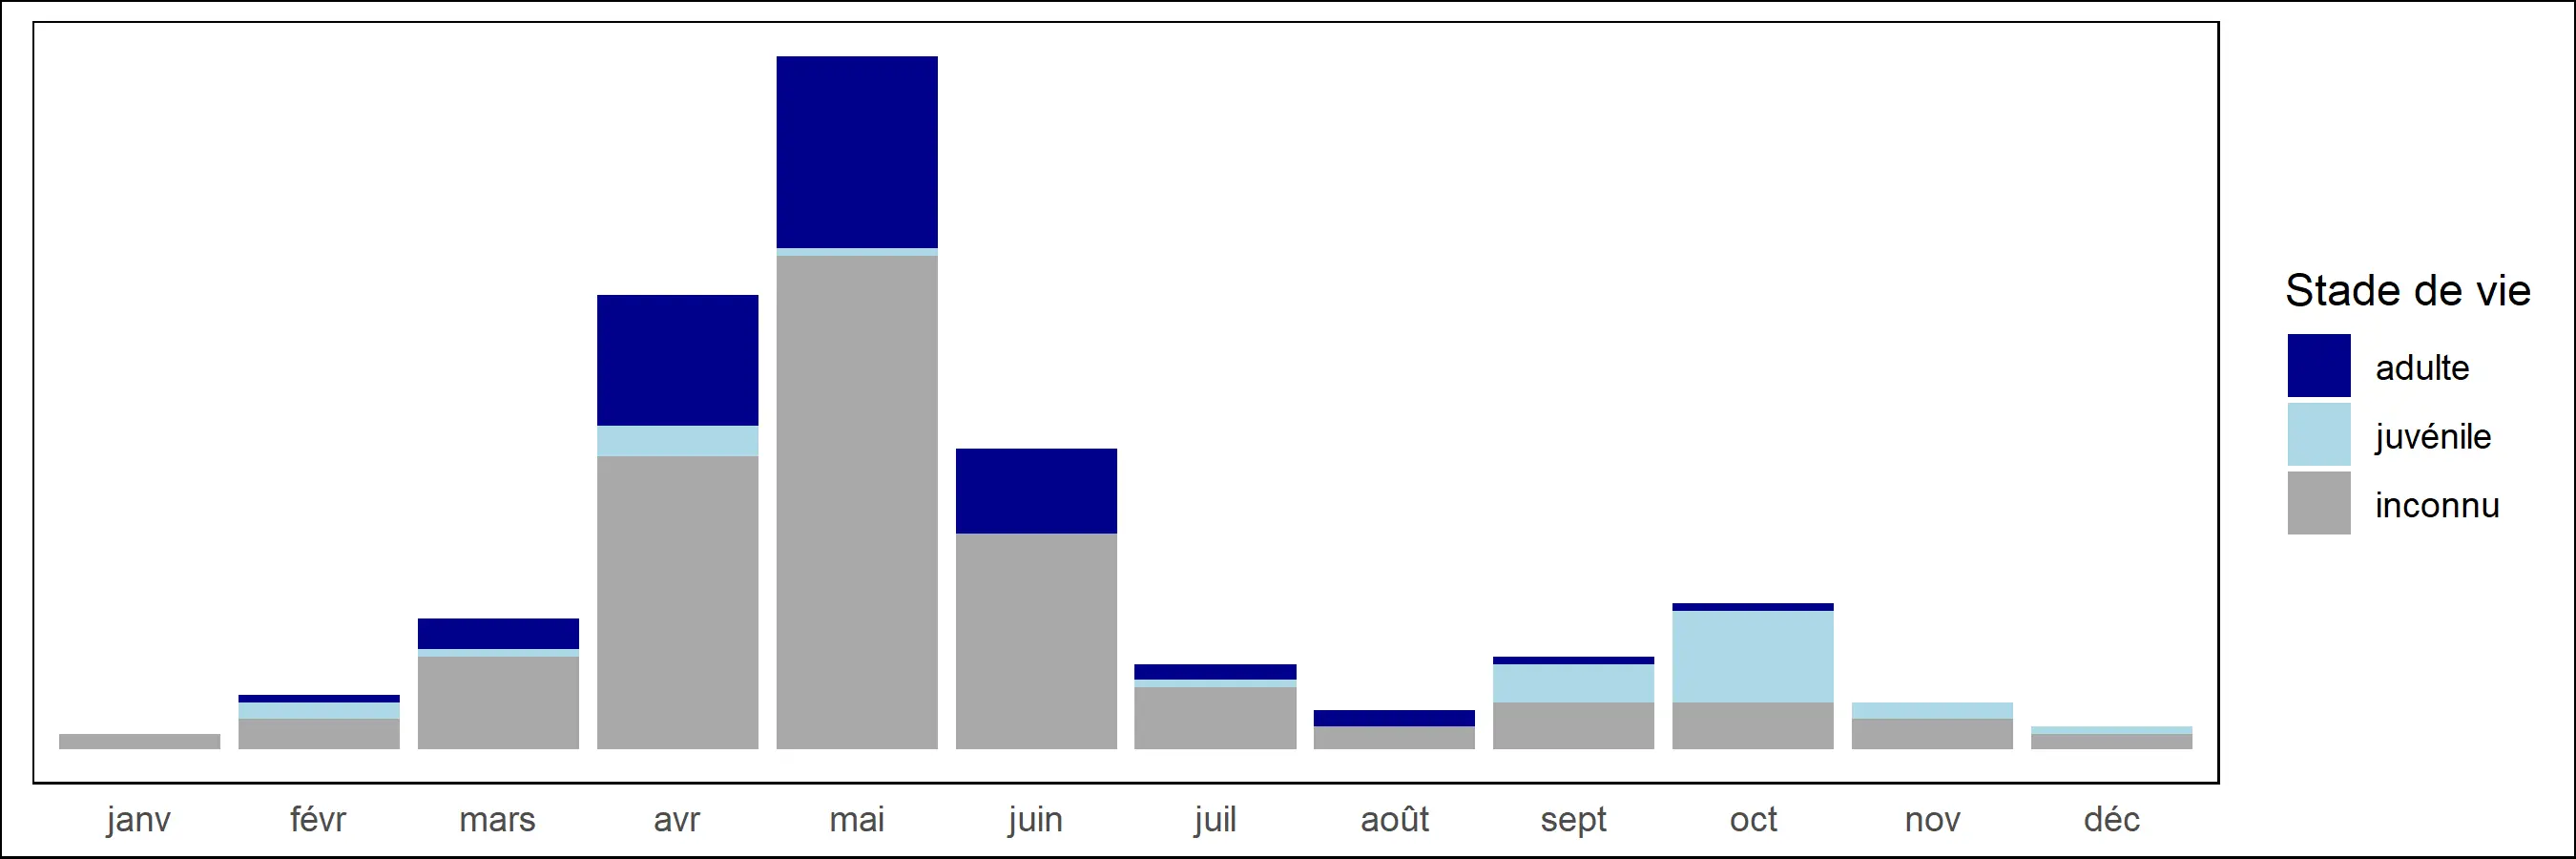 Stade de vie
adulte
juvénile
inconnu
janv févr mars avr mai juin juil août sept oct nov déc